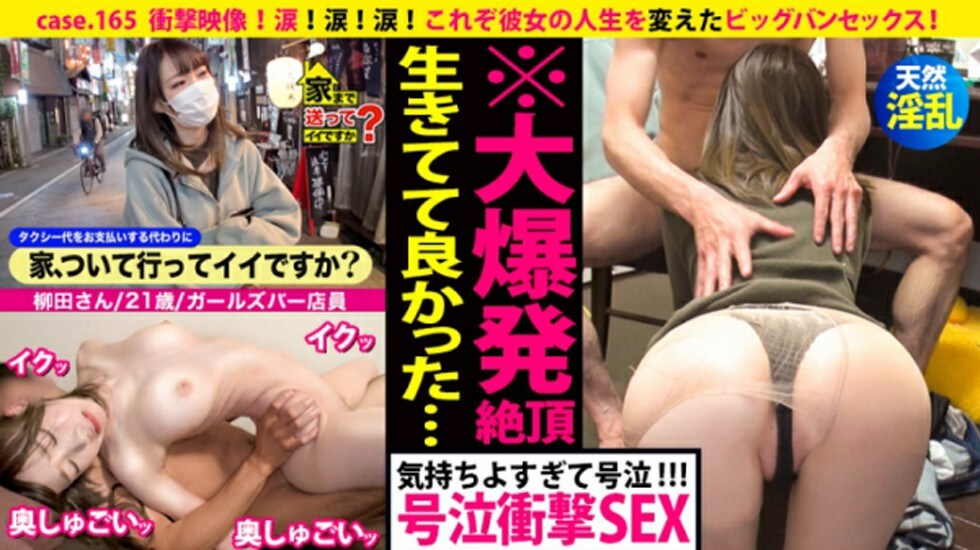 case.165 衝撃映像！涙！涙！涙！これぞ彼女の人生を変えたビッグバンセックス！
家まで
送って
イイですか？
タクシー代をお支払いする代わりに
家、ついて行ってイイですか？
柳田さん/21歳/ガールズバー店員
イクッ
イクッ
奥しゅごいッ
奥しゅごいッ
※大爆発絶頂
生きてて良かった…
気持ちよすぎて号泣!!!
号泣衝撃SEX
天然
淫乱